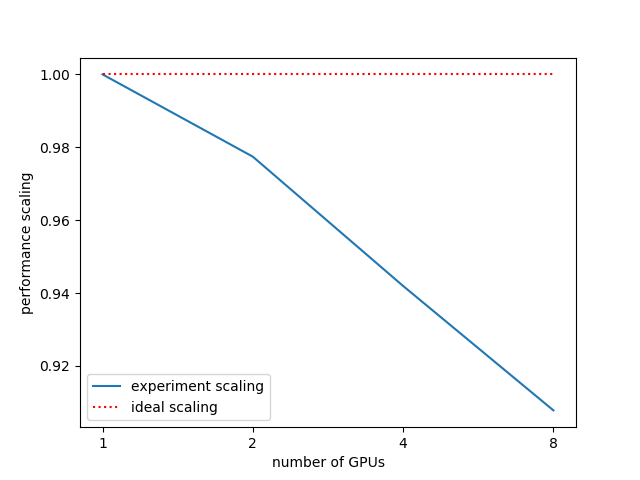 1.00
0.98
0.96
0.94
0.92
performance scaling
experiment scaling
ideal scaling
1 2 4 8
number of GPUs